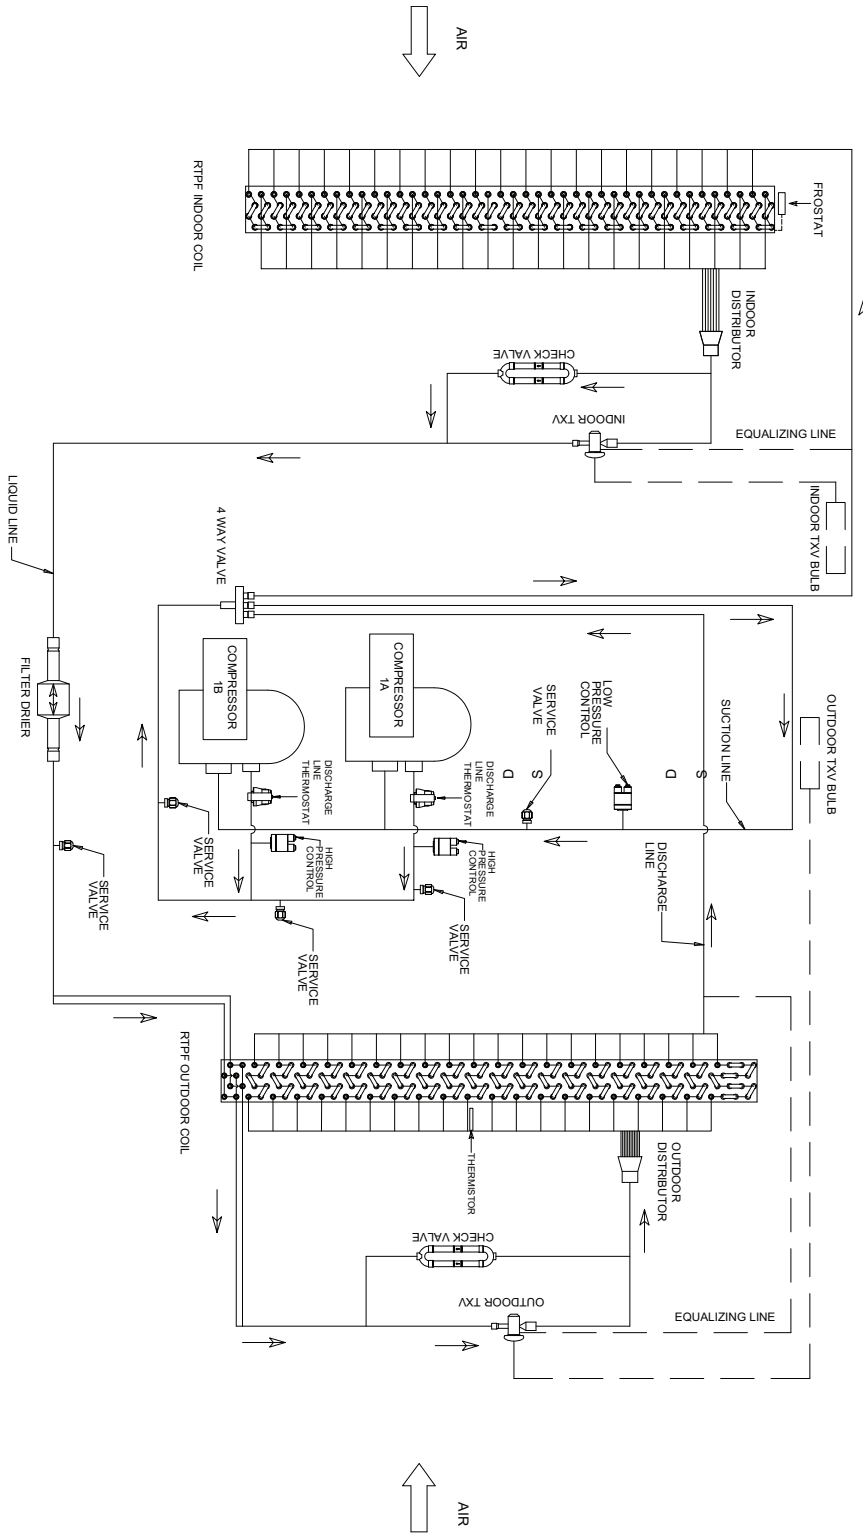 AIR
FROSTAT
RTPF INDOOR COIL
INDOOR
DISTRIBUTOR
CHECK VALVE
INDOOR TXV
EQUALIZING LINE
INDOOR TXV BULB
LIQUID LINE
4 WAY VALVE
FILTER DRIER
COMPRESSOR
1B
COMPRESSOR
1A
SERVICE
VALVE
LOW
PRESSURE
CONTROL
SUCTION LINE
OUTDOOR TXV BULB
D
S
D
S
DISCHARGE
LINE
THERMOSTAT
DISCHARGE
LINE
THERMOSTAT
HIGH
PRESSURE
CONTROL
HIGH
PRESSURE
CONTROL
SERVICE
VALVE
SERVICE
VALVE
SERVICE
VALVE
SERVICE
VALVE
DISCHARGE
LINE
RTPF OUTDOOR COIL
THERMISTOR
OUTDOOR
DISTRIBUTOR
CHECK VALVE
OUTDOOR TXV
EQUALIZING LINE
AIR